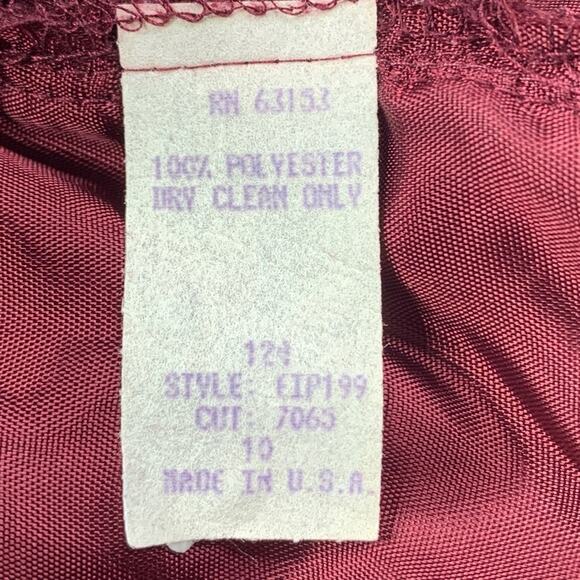 RN 63153
100% POLYESTER
DRY CLEAN ONLY
124
STYLE: EIP199
CUT: 7065
10
MADE IN U.S.A.